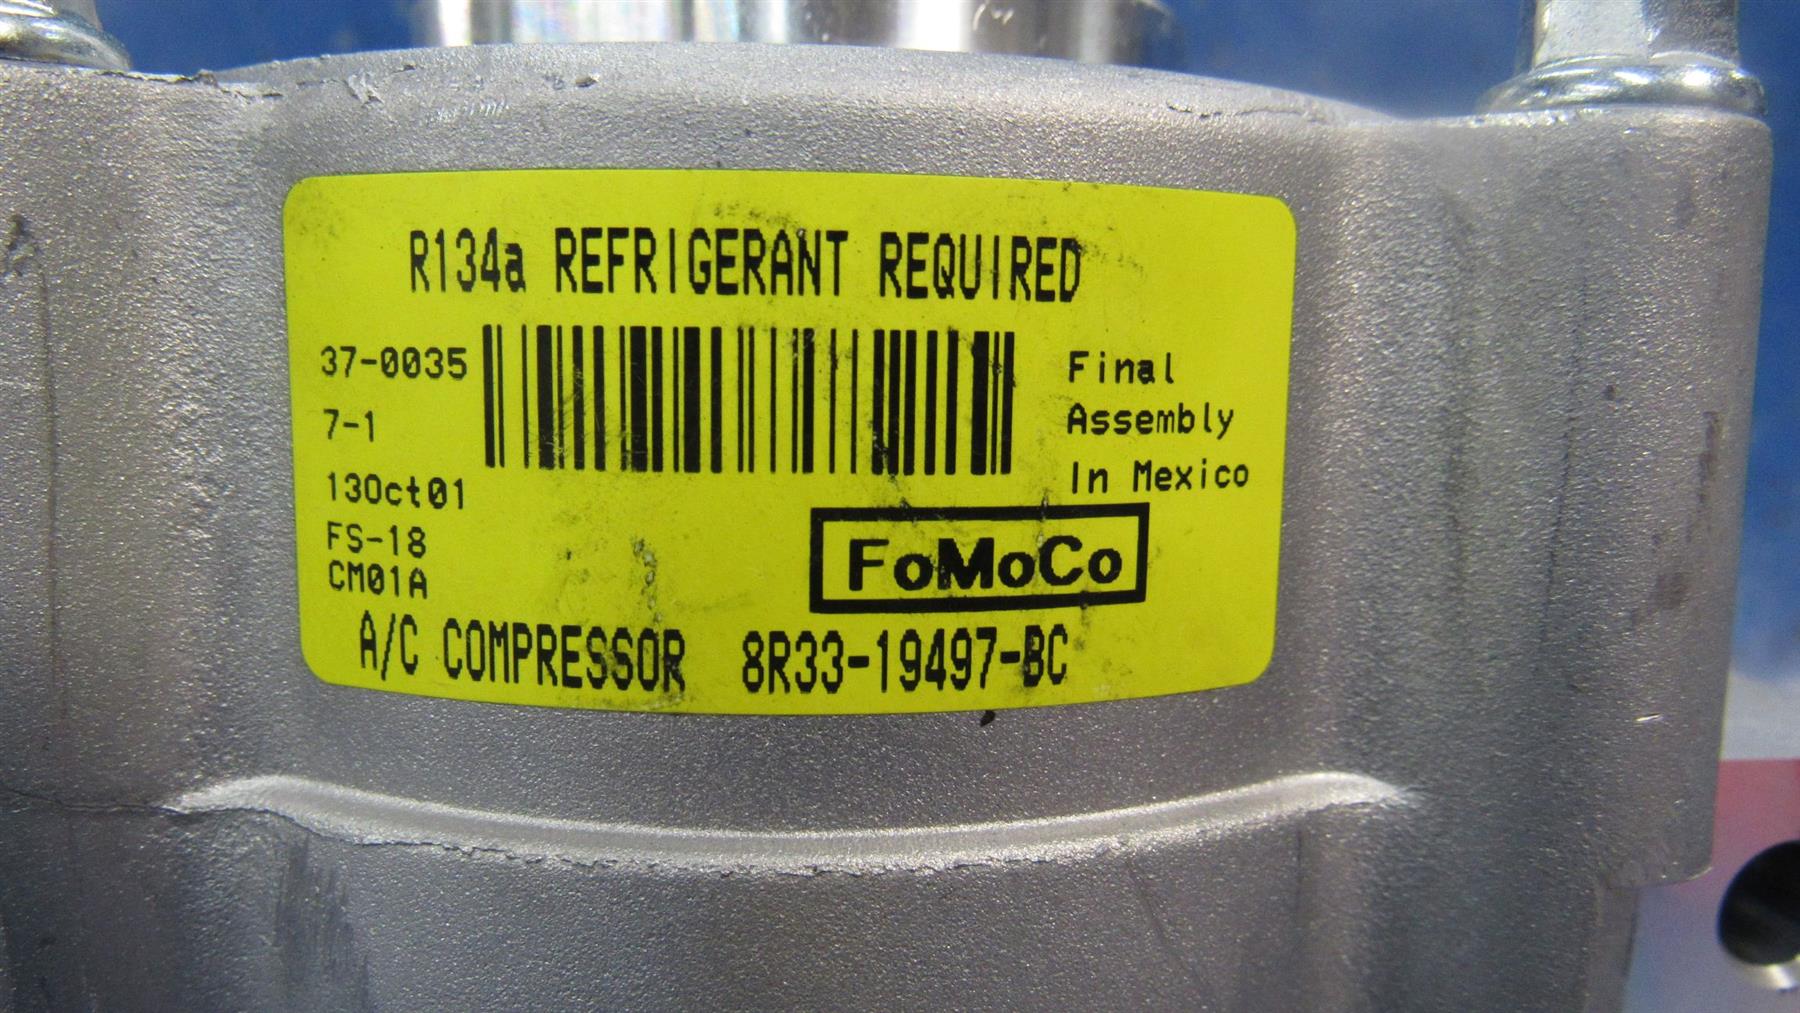 R134a REFRIGERANT REQUIRED
37-0035
7-1
13Oct01
FS-18
CM01A
Final
Assembly
In Mexico
FoMoCo
A/C COMPRESSOR 8R33-19497-BC